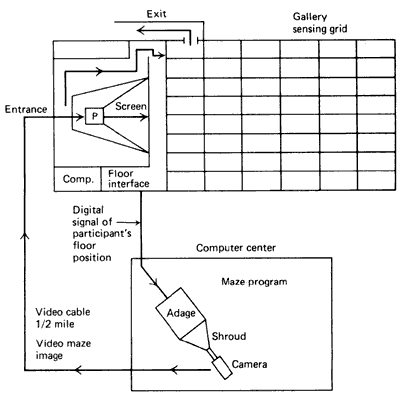 Exit
Gallery
sensing grid
Entrance
P
Screen
Comp.
Floor
interface
Digital
signal of
participant's
floor
position
Computer center
Maze program
Adage
Video cable
1/2 mile
Shroud
Video maze
image
Camera